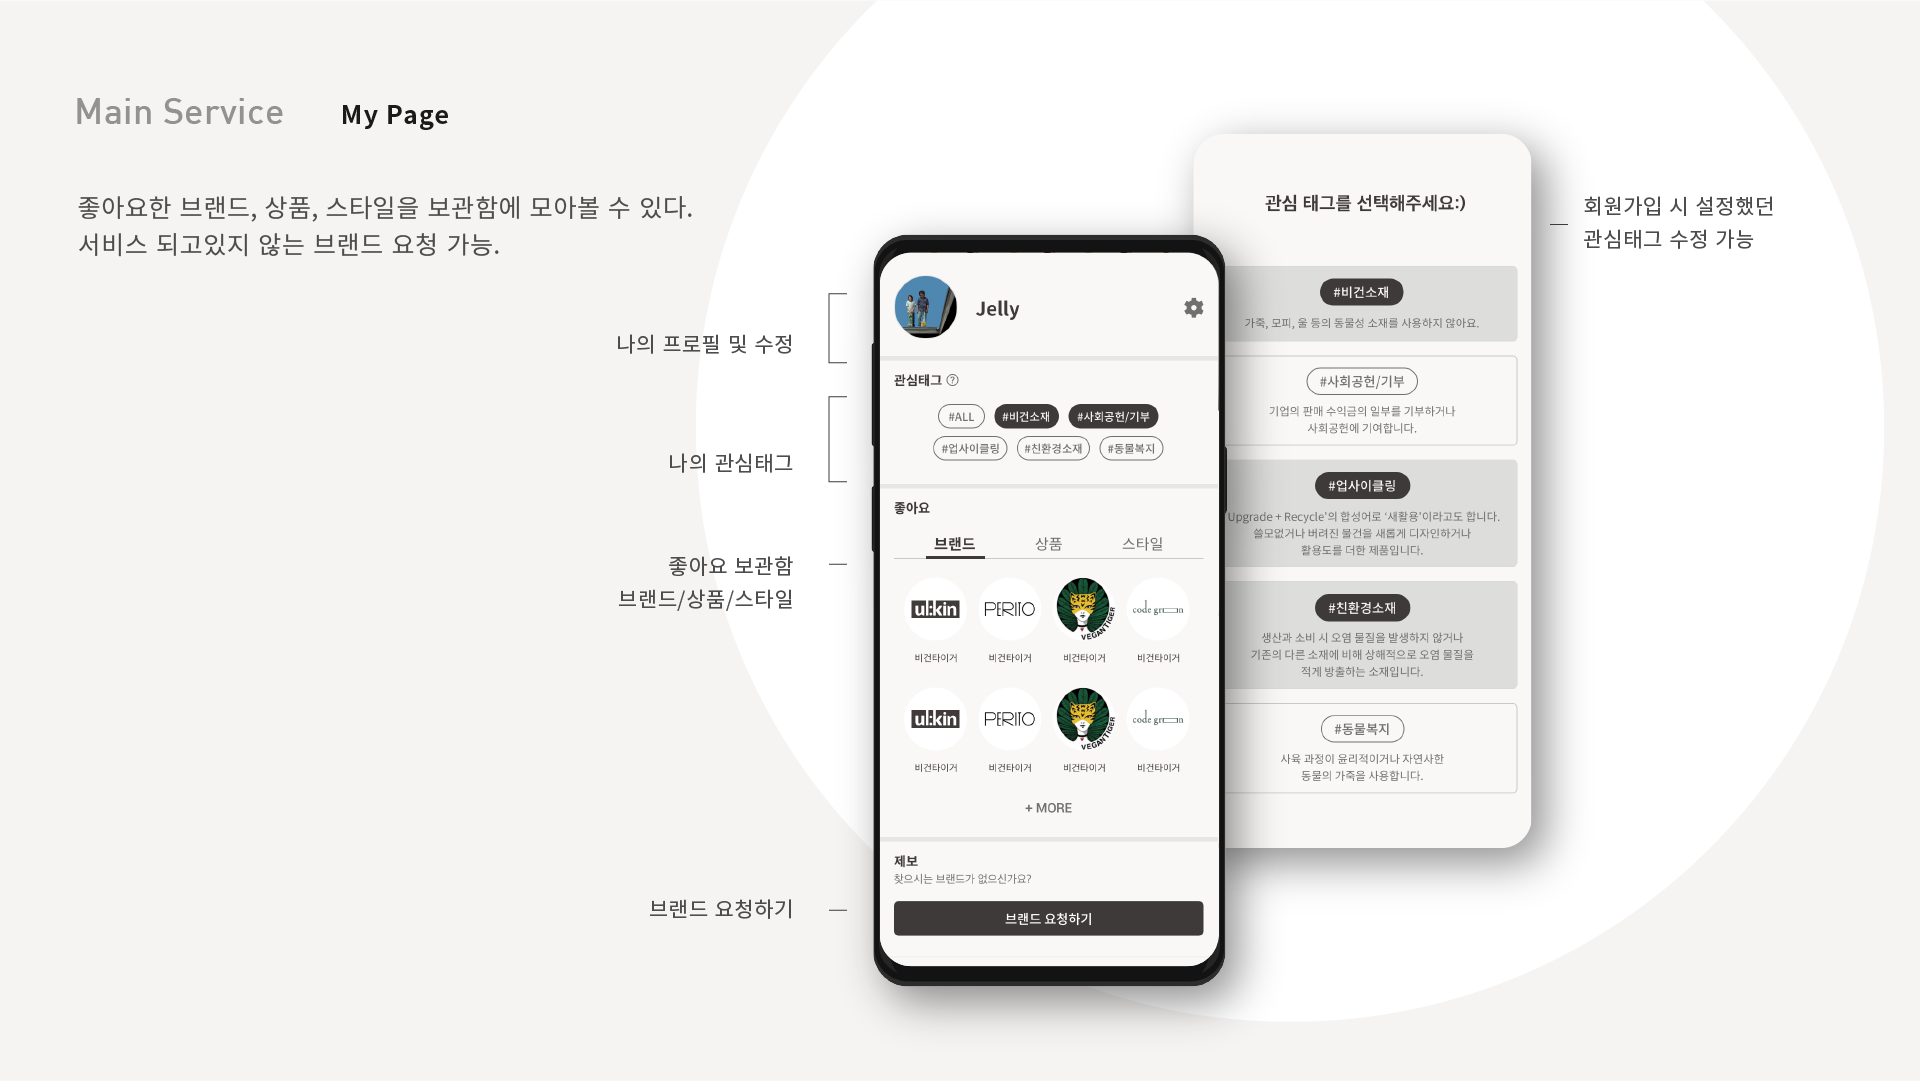 Main Service
My Page
좋아요한 브랜드, 상품, 스타일을 보관함에 모아볼 수 있다.
서비스 되고있지 않는 브랜드 요청 가능.
나의 프로필 및 수정
나의 관심태그
좋아요 보관함
브랜드/상품/스타일
브랜드 요청하기
Jelly
관심태그 ?
#ALL #비건소재 #사회공헌/기부
#업사이클링 #친환경소재 #동물복지
좋아요
브랜드 상품 스타일
ul:kin PERITO VEGANTIGER code green
비건타이거 비건타이거 비건타이거 비건타이거
ul:kin PERITO VEGANTIGER code green
비건타이거 비건타이거 비건타이거 비건타이거
+ MORE
제보
찾으시는 브랜드가 없으신가요?
브랜드 요청하기
관심 태그를 선택해주세요:)
#비건소재
가죽, 모피, 울 등의 동물성 소재를 사용하지 않아요.
#사회공헌/기부
기업의 판매 수익금의 일부를 기부하거나
사회공헌에 기여합니다.
#업사이클링
Upgrade + Recycle’의 합성어로 ‘새활용’이라고도 합니다.
쓸모없거나 버려진 물건을 새롭게 디자인하거나
활용도를 더한 제품입니다.
#친환경소재
생산과 소비 시 오염 물질을 발생하지 않거나
기존의 다른 소재에 비해 상해적으로 오염 물질을
적게 방출하는 소재입니다.
#동물복지
사육 과정이 윤리적이거나 자연사한
동물의 가죽을 사용합니다.
회원가입 시 설정했던
관심태그 수정 가능